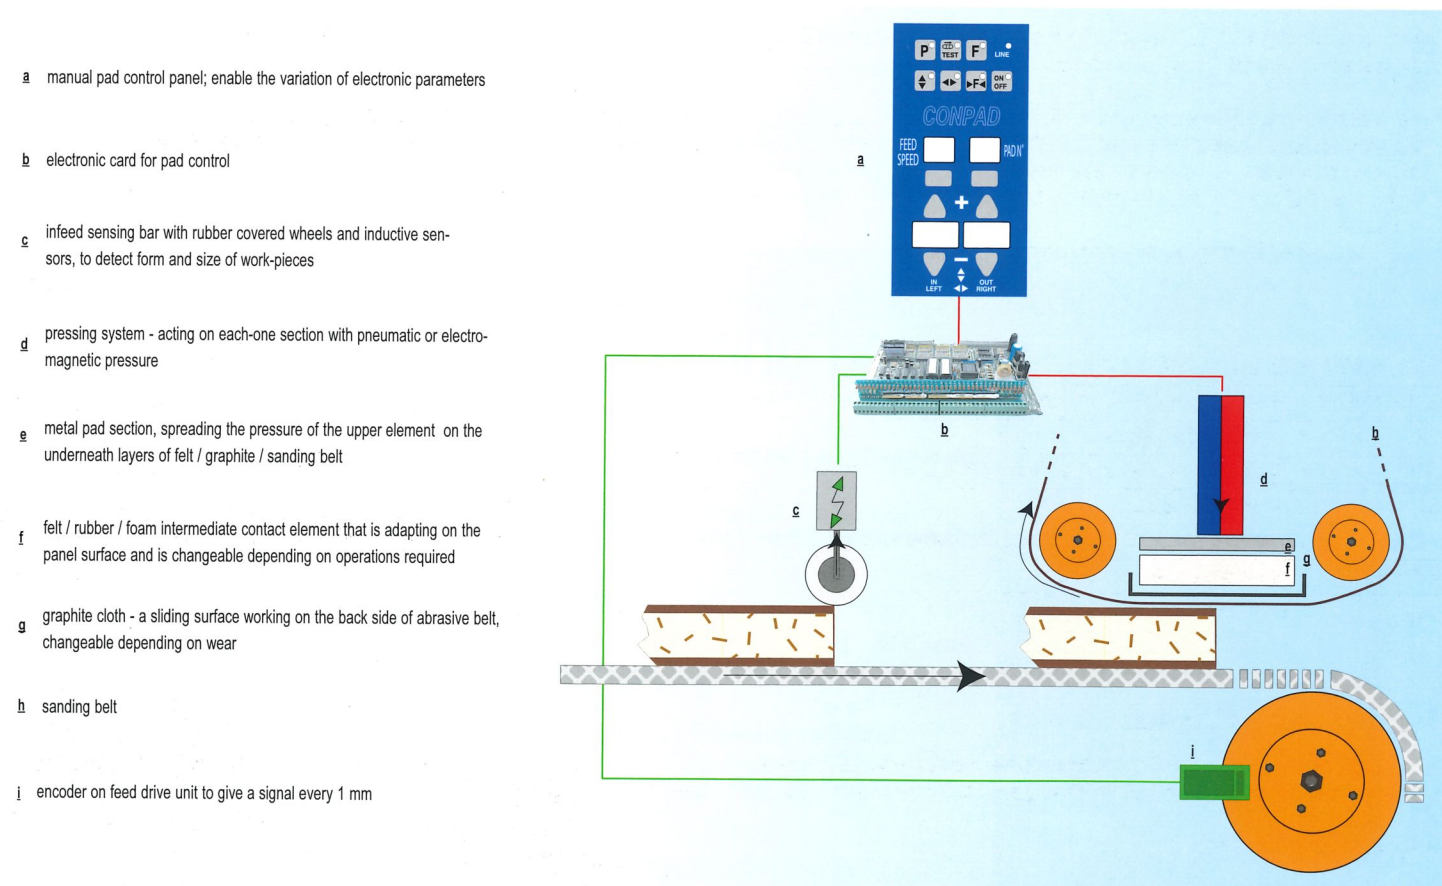 a manual pad control panel; enable the variation of electronic parameters
b electronic card for pad control
c infeed sensing bar with rubber covered wheels and inductive sen-
sors, to detect form and size of work-pieces
d pressing system - acting on each-one section with pneumatic or electro-
magnetic pressure
e metal pad section, spreading the pressure of the upper element on the
underneath layers of felt / graphite / sanding belt
f felt / rubber / foam intermediate contact element that is adapting on the
panel surface and is changeable depending on operations required
g graphite cloth - a sliding surface working on the back side of abrasive belt,
changeable depending on wear
h sanding belt
i encoder on feed drive unit to give a signal every 1 mm
P TEST F LINE
F ON
OFF
CONPAD
FEED
SPEED
PAD N°
a
+
−
IN
LEFT
OUT
RIGHT
b
h
d
c
e
g
f
i